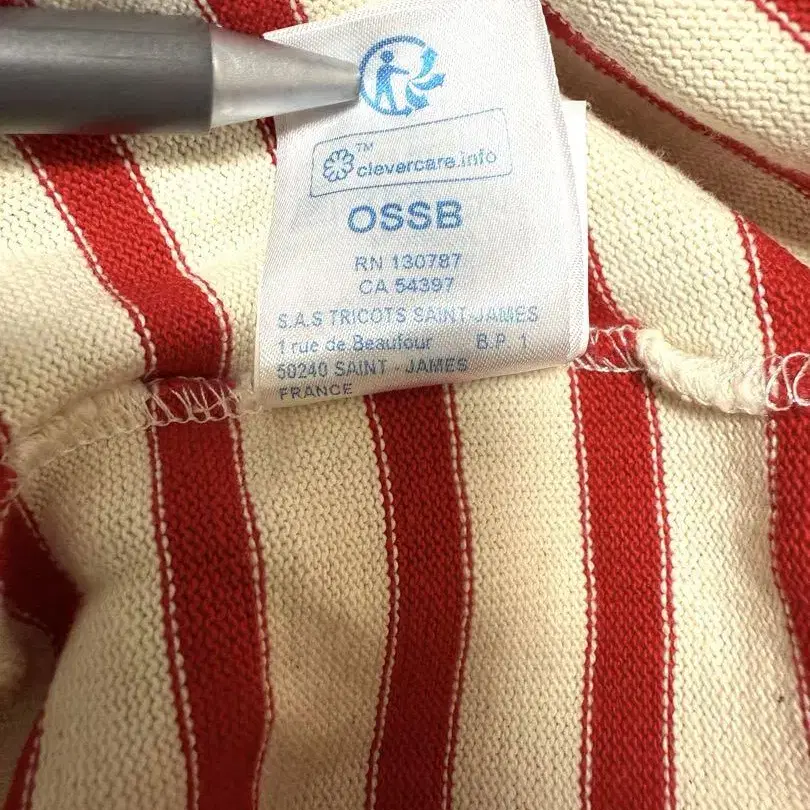 TM
clevercare.info
OSSB
RN 130787
CA 54397
S.A.S TRICOTS SAINT-JAMES
1 rue de Beaufour B.P 1
50240 SAINT - JAMES
FRANCE